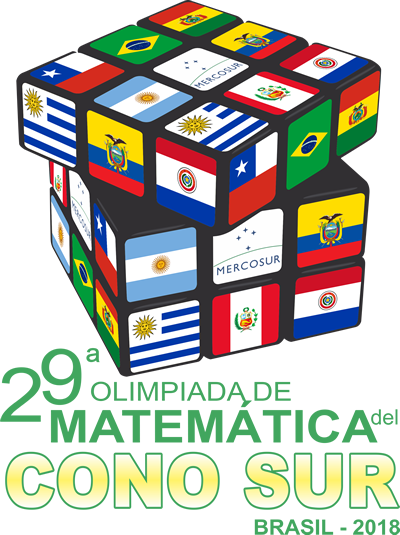 MERCOSUR
MERCOSUR
29ª
OLIMPIADA DE
MATEMÁTICA del
CONO SUR
BRASIL - 2018